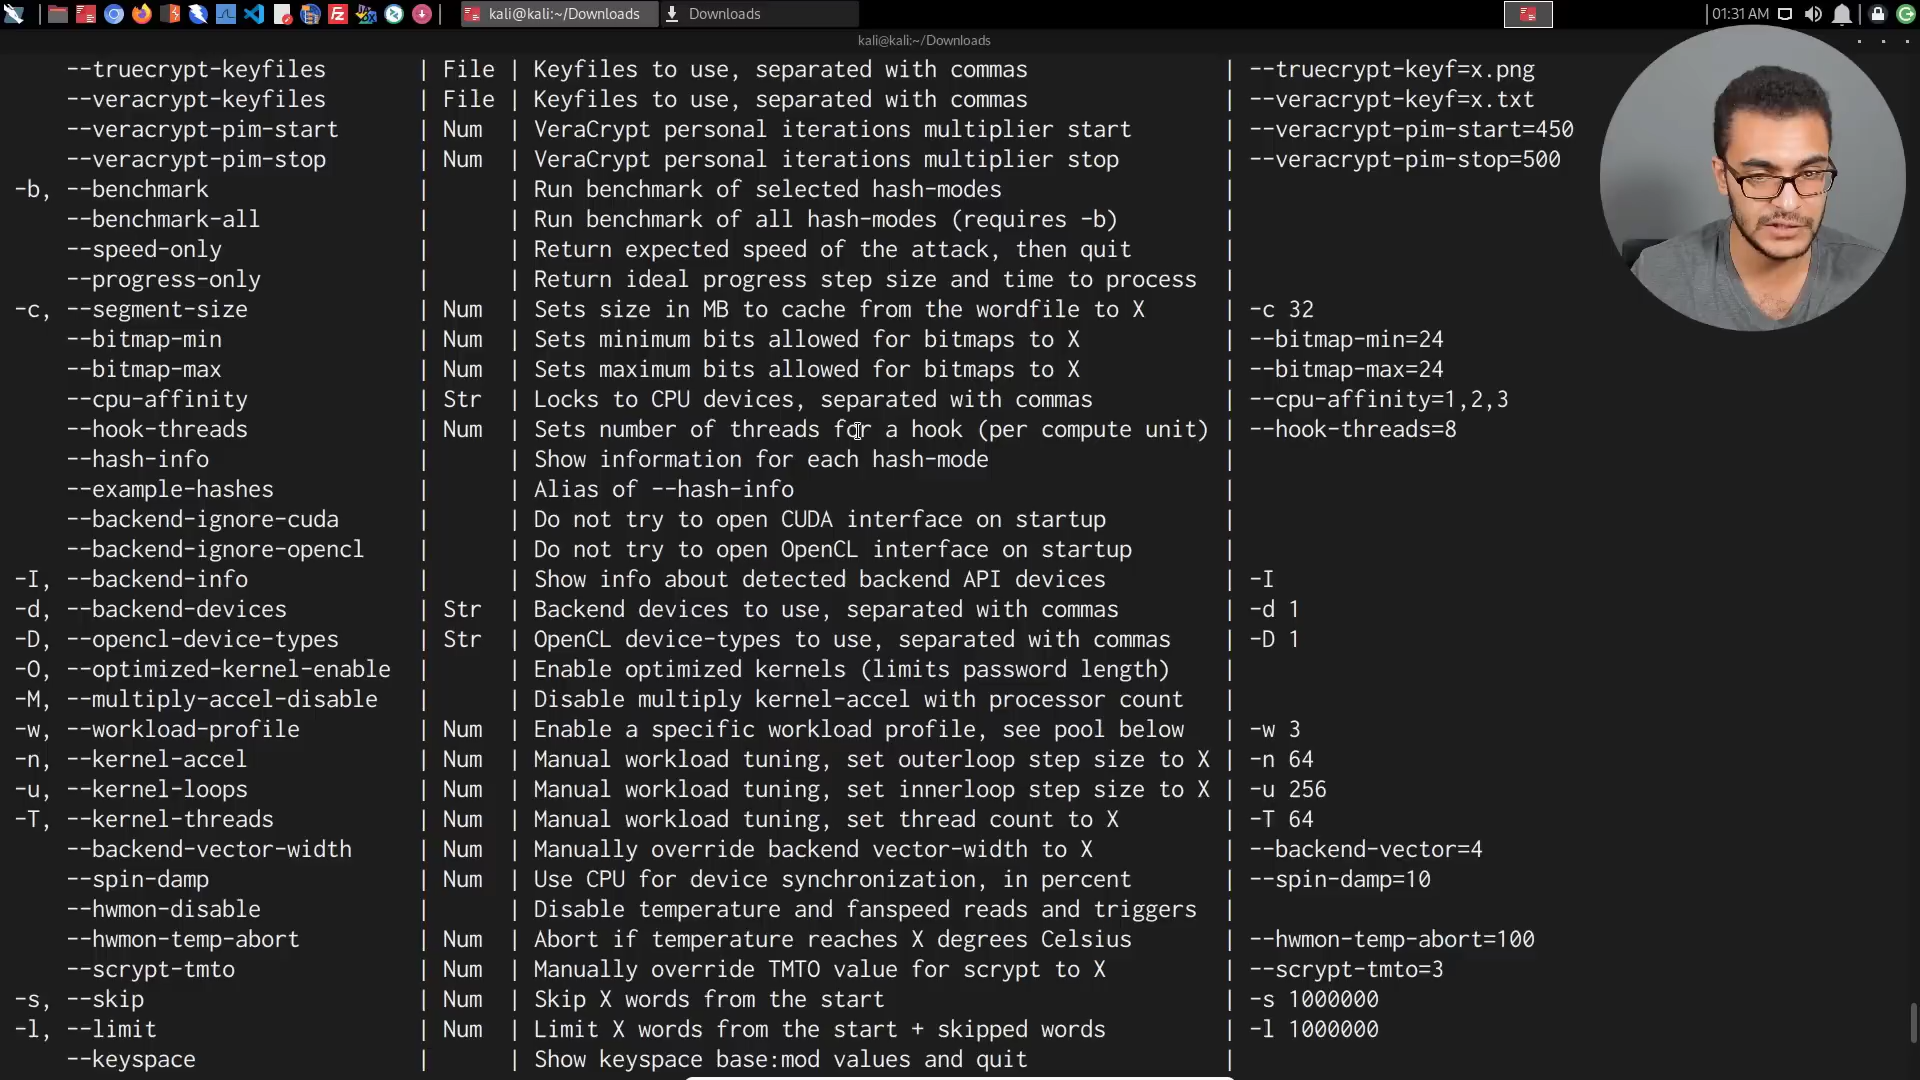 kali@kali:~/Downloads
Downloads
01:31 AM
kali@kali:~/Downloads
--truecrypt-keyfiles | File | Keyfiles to use, separated with commas | --truecrypt-keyf=x.png
--veracrypt-keyfiles | File | Keyfiles to use, separated with commas | --veracrypt-keyf=x.txt
--veracrypt-pim-start | Num | VeraCrypt personal iterations multiplier start | --veracrypt-pim-start=450
--veracrypt-pim-stop | Num | VeraCrypt personal iterations multiplier stop | --veracrypt-pim-stop=500
-b, --benchmark | | Run benchmark of selected hash-modes |
--benchmark-all | | Run benchmark of all hash-modes (requires -b) |
--speed-only | | Return expected speed of the attack, then quit |
--progress-only | | Return ideal progress step size and time to process |
-c, --segment-size | Num | Sets size in MB to cache from the wordfile to X | -c 32
--bitmap-min | Num | Sets minimum bits allowed for bitmaps to X | --bitmap-min=24
--bitmap-max | Num | Sets maximum bits allowed for bitmaps to X | --bitmap-max=24
--cpu-affinity | Str | Locks to CPU devices, separated with commas | --cpu-affinity=1,2,3
--hook-threads | Num | Sets number of threads for a hook (per compute unit) | --hook-threads=8
--hash-info | | Show information for each hash-mode |
--example-hashes | | Alias of --hash-info |
--backend-ignore-cuda | | Do not try to open CUDA interface on startup |
--backend-ignore-opencl | | Do not try to open OpenCL interface on startup |
-I, --backend-info | | Show info about detected backend API devices | -I
-d, --backend-devices | Str | Backend devices to use, separated with commas | -d 1
-D, --opencl-device-types | Str | OpenCL device-types to use, separated with commas | -D 1
-O, --optimized-kernel-enable | | Enable optimized kernels (limits password length) |
-M, --multiply-accel-disable | | Disable multiply kernel-accel with processor count |
-w, --workload-profile | Num | Enable a specific workload profile, see pool below | -w 3
-n, --kernel-accel | Num | Manual workload tuning, set outerloop step size to X | -n 64
-u, --kernel-loops | Num | Manual workload tuning, set innerloop step size to X | -u 256
-T, --kernel-threads | Num | Manual workload tuning, set thread count to X | -T 64
--backend-vector-width | Num | Manually override backend vector-width to X | --backend-vector=4
--spin-damp | Num | Use CPU for device synchronization, in percent | --spin-damp=10
--hwmon-disable | | Disable temperature and fanspeed reads and triggers |
--hwmon-temp-abort | Num | Abort if temperature reaches X degrees Celsius | --hwmon-temp-abort=100
--scrypt-tmto | Num | Manually override TMTO value for scrypt to X | --scrypt-tmto=3
-s, --skip | Num | Skip X words from the start | -s 1000000
-l, --limit | Num | Limit X words from the start + skipped words | -l 1000000
--keyspace | | Show keyspace base:mod values and quit |